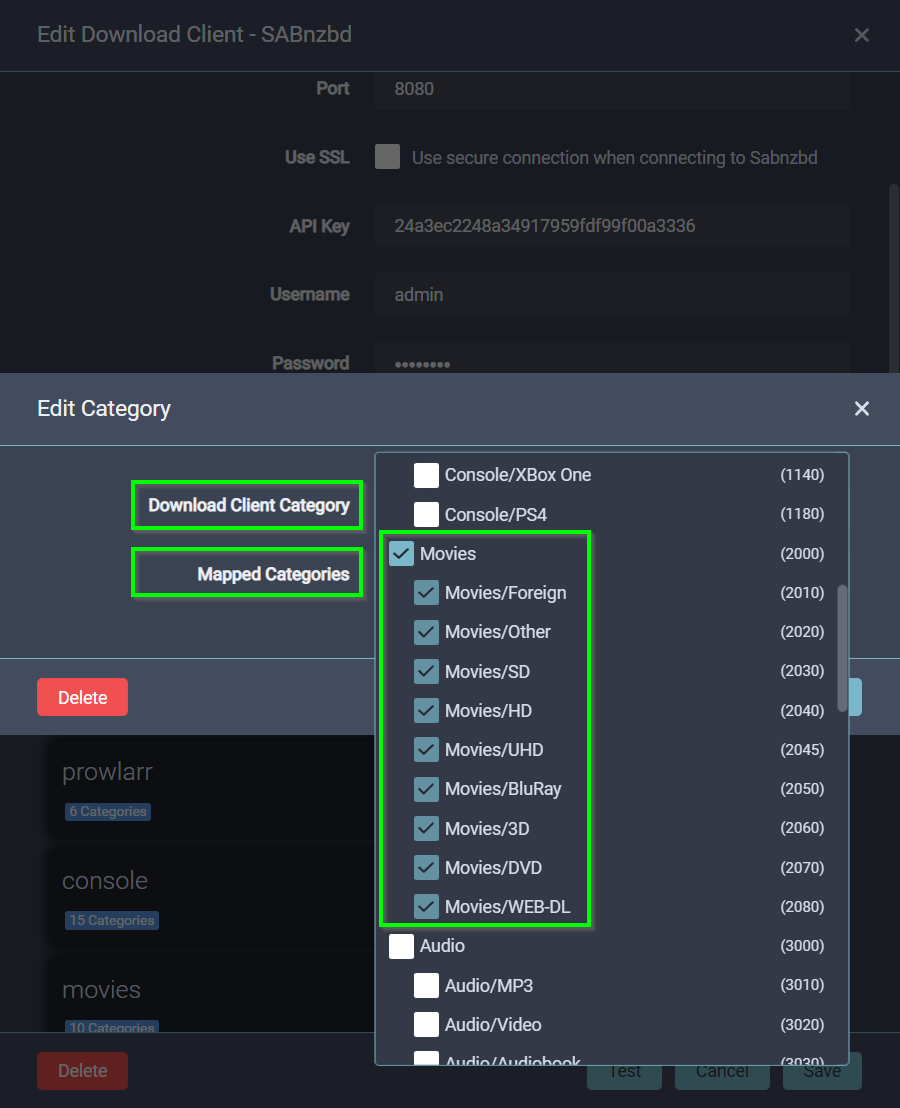 Edit Download Client - SABnzbd
Port 8080
Use SSL Use secure connection when connecting to Sabnzbd
API Key 24a3ec2248a34917959fdf99f00a3336
Username admin
Password ••••••••
Edit Category
Download Client Category
Mapped Categories
Console/XBox One (1140)
Console/PS4 (1180)
Movies (2000)
Movies/Foreign (2010)
Movies/Other (2020)
Movies/SD (2030)
Movies/HD (2040)
Movies/UHD (2045)
Movies/BluRay (2050)
Movies/3D (2060)
Movies/DVD (2070)
Movies/WEB-DL (2080)
Audio (3000)
Audio/MP3 (3010)
Audio/Video (3020)
Audio/Audiobook (3030)
Delete
prowlarr
6 Categories
console
15 Categories
movies
10 Categories
Delete Test Cancel Save